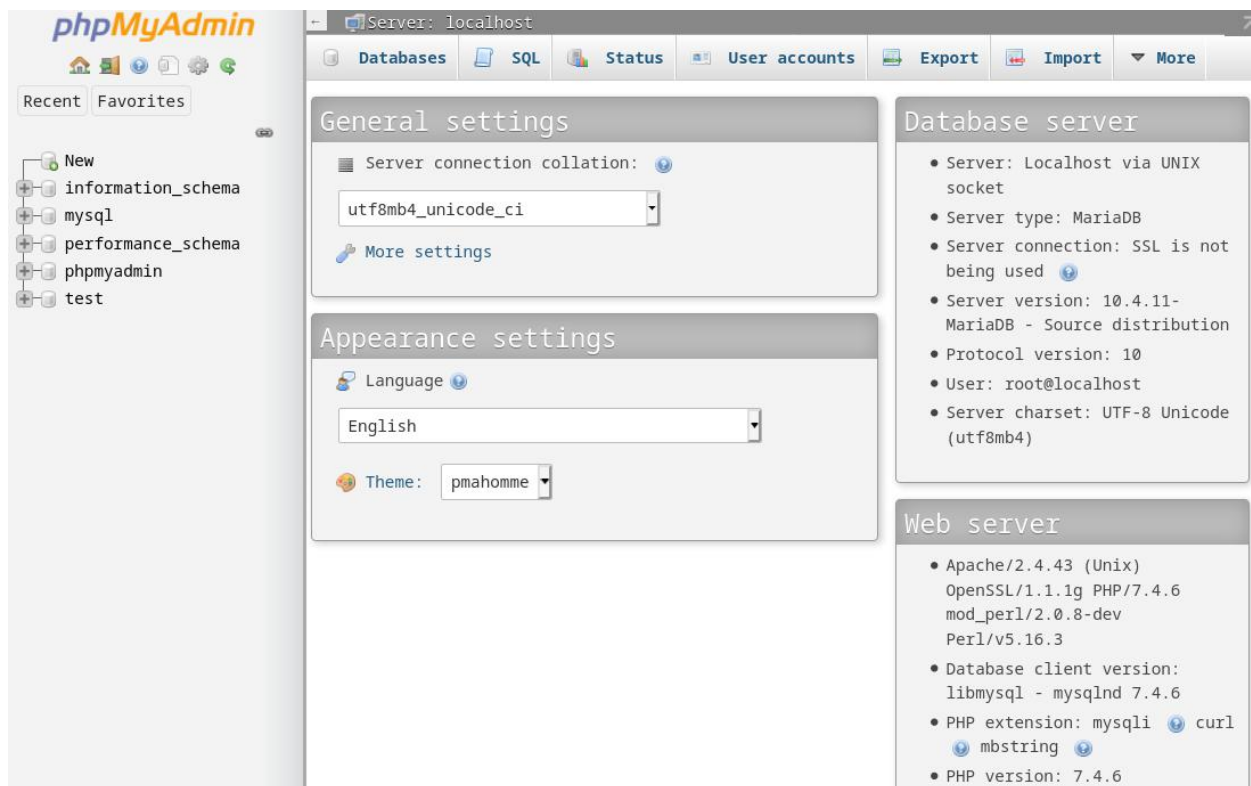 phpMyAdmin
Recent Favorites
New
information_schema
mysql
performance_schema
phpmyadmin
test
Server: localhost
Databases SQL Status User accounts Export Import More
General settings
Server connection collation:
utf8mb4_unicode_ci
More settings
Appearance settings
Language
English
Theme: pmahomme
Database server
Server: Localhost via UNIX
socket
Server type: MariaDB
Server connection: SSL is not
being used
Server version: 10.4.11-
MariaDB - Source distribution
Protocol version: 10
User: root@localhost
Server charset: UTF-8 Unicode
(utf8mb4)
Web server
Apache/2.4.43 (Unix)
OpenSSL/1.1.1g PHP/7.4.6
mod_perl/2.0.8-dev
Perl/v5.16.3
Database client version:
libmysql - mysqlnd 7.4.6
PHP extension: mysqli curl
mbstring
PHP version: 7.4.6